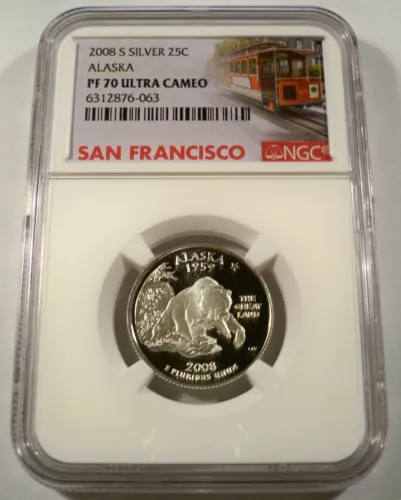 2008 S SILVER 25C
ALASKA
PF 70 ULTRA CAMEO
6312876-063
SAN FRANCISCO
NGC®
ALASKA
1959
THE
GREAT
LAND
2008
E PLURIBUS UNUM